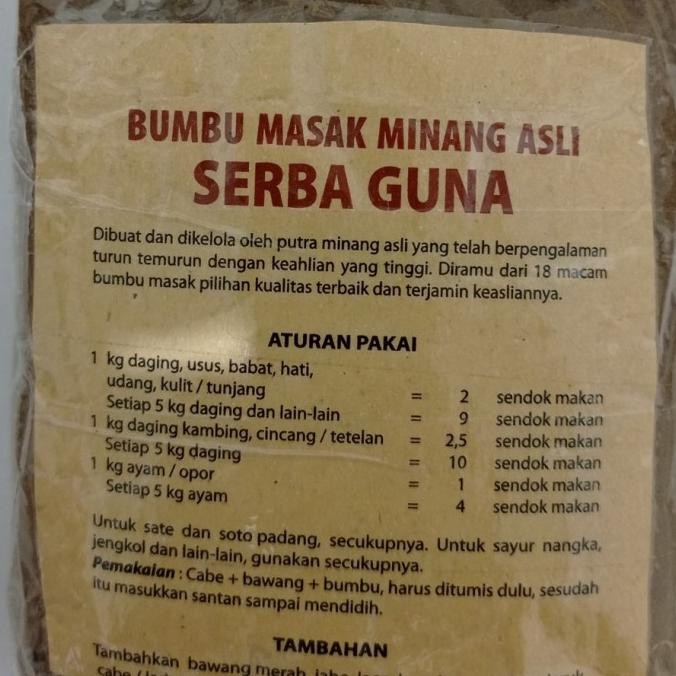 BUMBU MASAK MINANG ASLI
SERBA GUNA
Dibuat dan dikelola oleh putra minang asli yang telah berpengalaman
turun temurun dengan keahlian yang tinggi. Diramu dari 18 macam
bumbu masak pilihan kualitas terbaik dan terjamin keasliannya.
ATURAN PAKAI
1 kg daging, usus, babat, hati,
udang, kulit / tunjang = 2 sendok makan
Setiap 5 kg daging dan lain-lain = 9 sendok makan
1 kg daging kambing, cincang / tetelan = 2,5 sendok makan
Setiap 5 kg daging = 10 sendok makan
1 kg ayam / opor = 1 sendok makan
Setiap 5 kg ayam = 4 sendok makan
Untuk sate dan soto padang, secukupnya. Untuk sayur nangka,
jengkol dan lain-lain, gunakan secukupnya.
Pemakaian : Cabe + bawang + bumbu, harus ditumis dulu, sesudah
itu masukkan santan sampai mendidih.
TAMBAHAN
Tambahkan bawang merah,